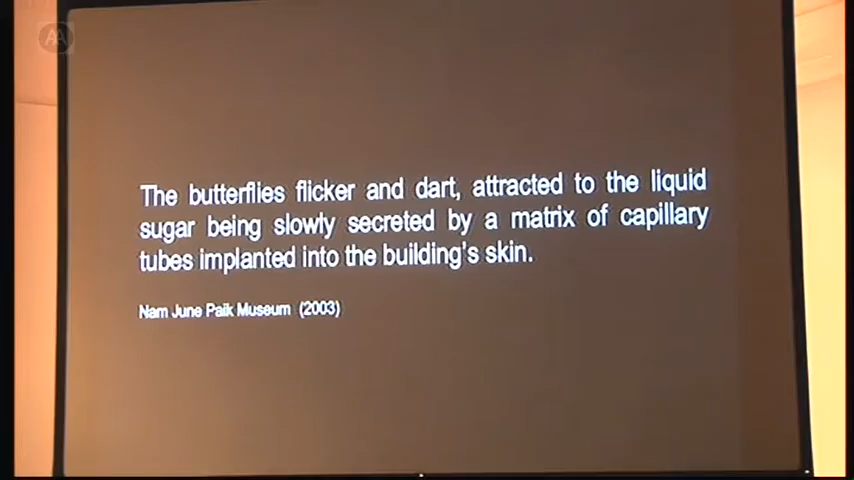 AA
The butterflies flicker and dart, attracted to the liquid
sugar being slowly secreted by a matrix of capillary
tubes implanted into the building's skin.
Nam June Paik Museum (2003)